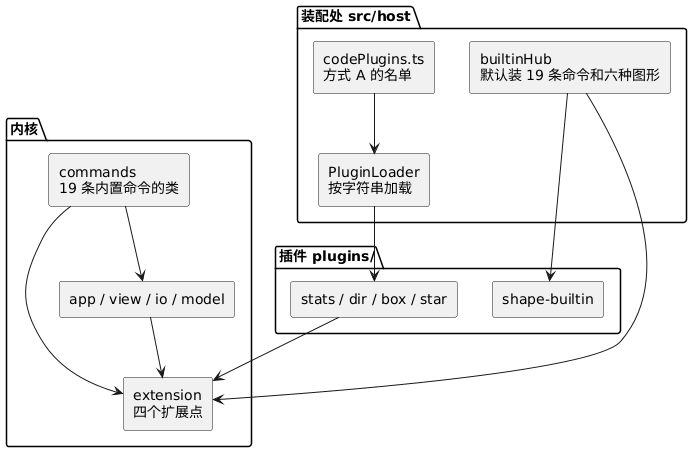 装配处 src/host
codePlugins.ts
方式 A 的名单
builtinHub
默认装 19 条命令和六种图形
PluginLoader
按字符串加载
内核
commands
19 条内置命令的类
app / view / io / model
extension
四个扩展点
插件 plugins/
stats / dir / box / star
shape-builtin